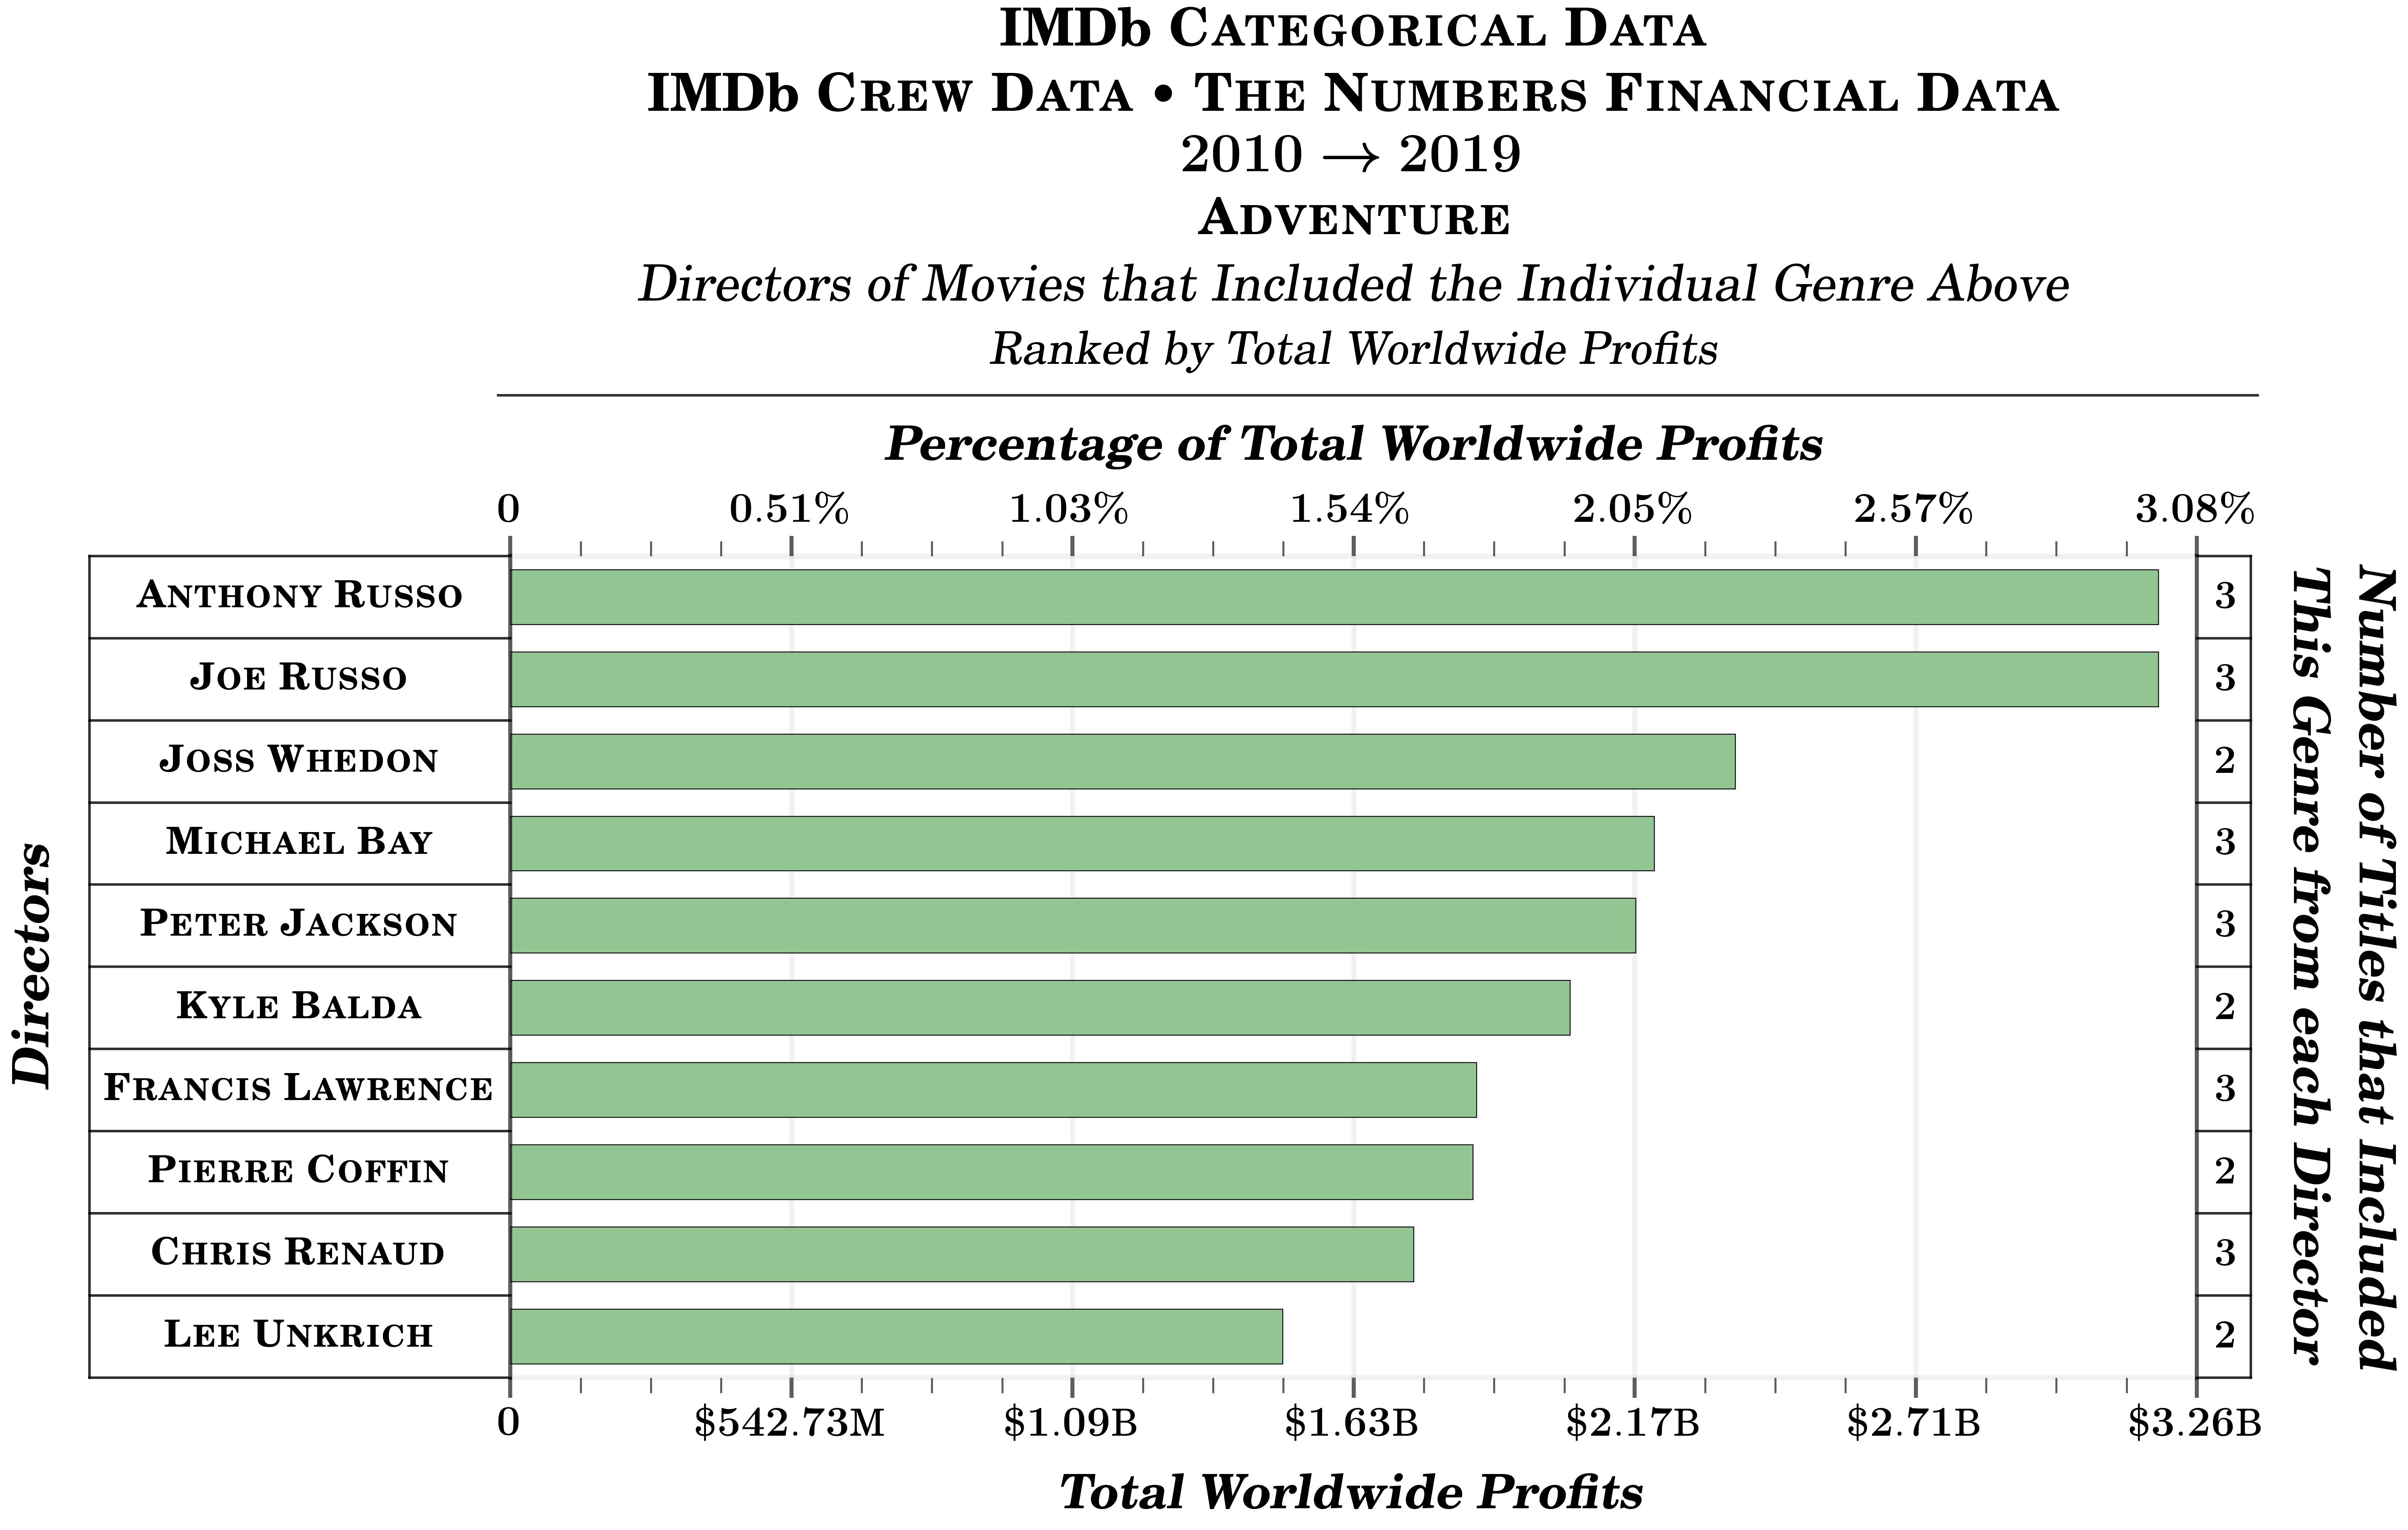 IMDb Categorical Data
IMDb Crew Data • The Numbers Financial Data
2010 → 2019
Adventure
Directors of Movies that Included the Individual Genre Above
Ranked by Total Worldwide Profits
Percentage of Total Worldwide Profits
0 0.51% 1.03% 1.54% 2.05% 2.57% 3.08%
Directors
Anthony Russo 3
Joe Russo 3
Joss Whedon 2
Michael Bay 3
Peter Jackson 3
Kyle Balda 2
Francis Lawrence 3
Pierre Coffin 2
Chris Renaud 3
Lee Unkrich 2
Number of Titles that Included
This Genre from each Director
0 $542.73M $1.09B $1.63B $2.17B $2.71B $3.26B
Total Worldwide Profits